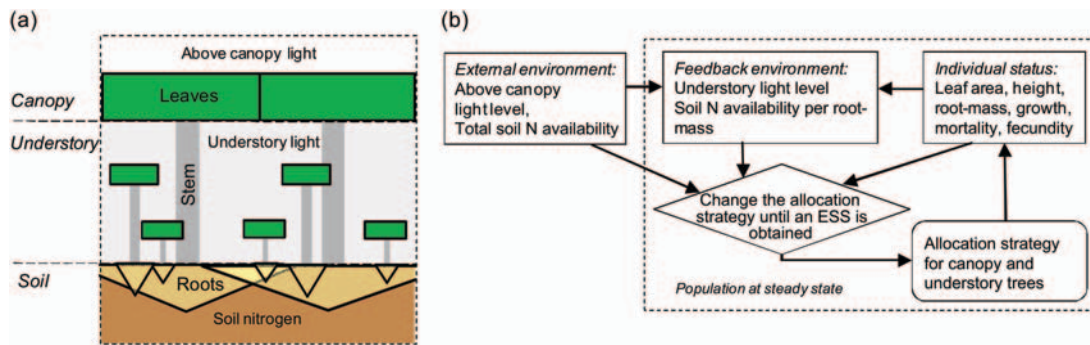 (a)
Above canopy light
Leaves
Canopy
Understory
Understory light
Stem
Soil
Roots
Soil nitrogen
(b)
External environment:
Above canopy
light level,
Total soil N availability
Feedback environment:
Understory light level
Soil N availability per root-
mass
Individual status:
Leaf area, height,
root-mass, growth,
mortality, fecundity
Change the allocation
strategy until an ESS is
obtained
Allocation strategy
for canopy and
understory trees
Population at steady state